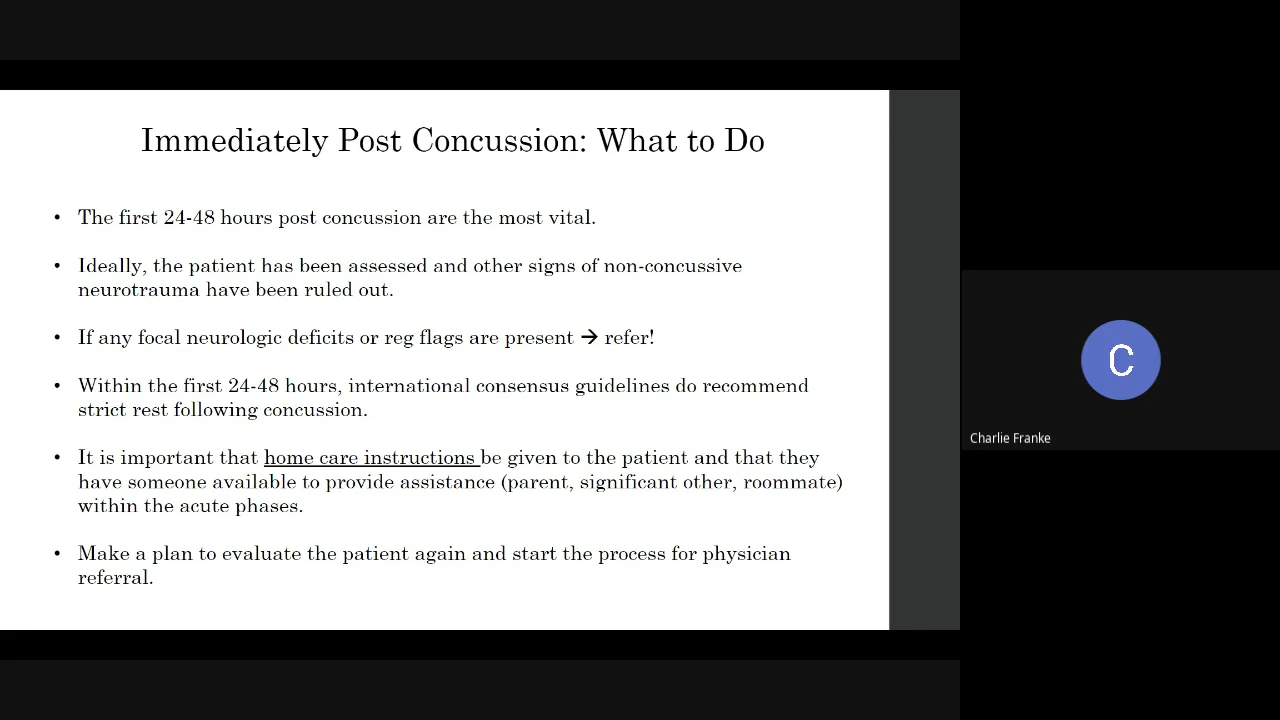 Immediately Post Concussion: What to Do
• The first 24-48 hours post concussion are the most vital.
• Ideally, the patient has been assessed and other signs of non-concussive
neurotrauma have been ruled out.
• If any focal neurologic deficits or reg flags are present → refer!
• Within the first 24-48 hours, international consensus guidelines do recommend
strict rest following concussion.
• It is important that home care instructions be given to the patient and that they
have someone available to provide assistance (parent, significant other, roommate)
within the acute phases.
• Make a plan to evaluate the patient again and start the process for physician
referral.
C
Charlie Franke